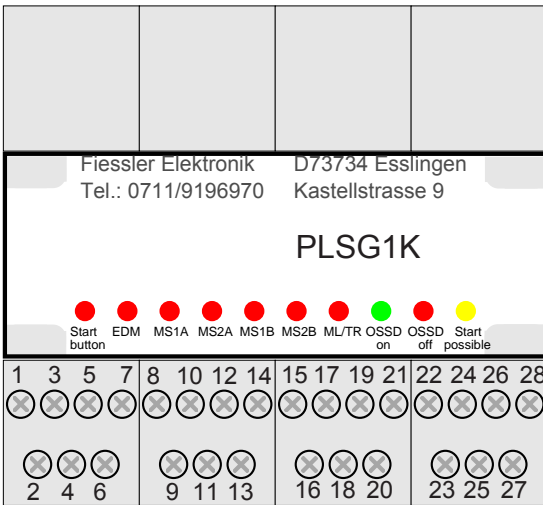 Fiessler Elektronik D73734 Esslingen
Tel.: 0711/9196970 Kastellstrasse 9
PLSG1K
Start button EDM MS1A MS2A MS1B MS2B ML/TR OSSD on OSSD off Start possible
1 3 5 7 8 10 12 14 15 17 19 21 22 24 26 28
2 4 6 9 11 13 16 18 20 23 25 27